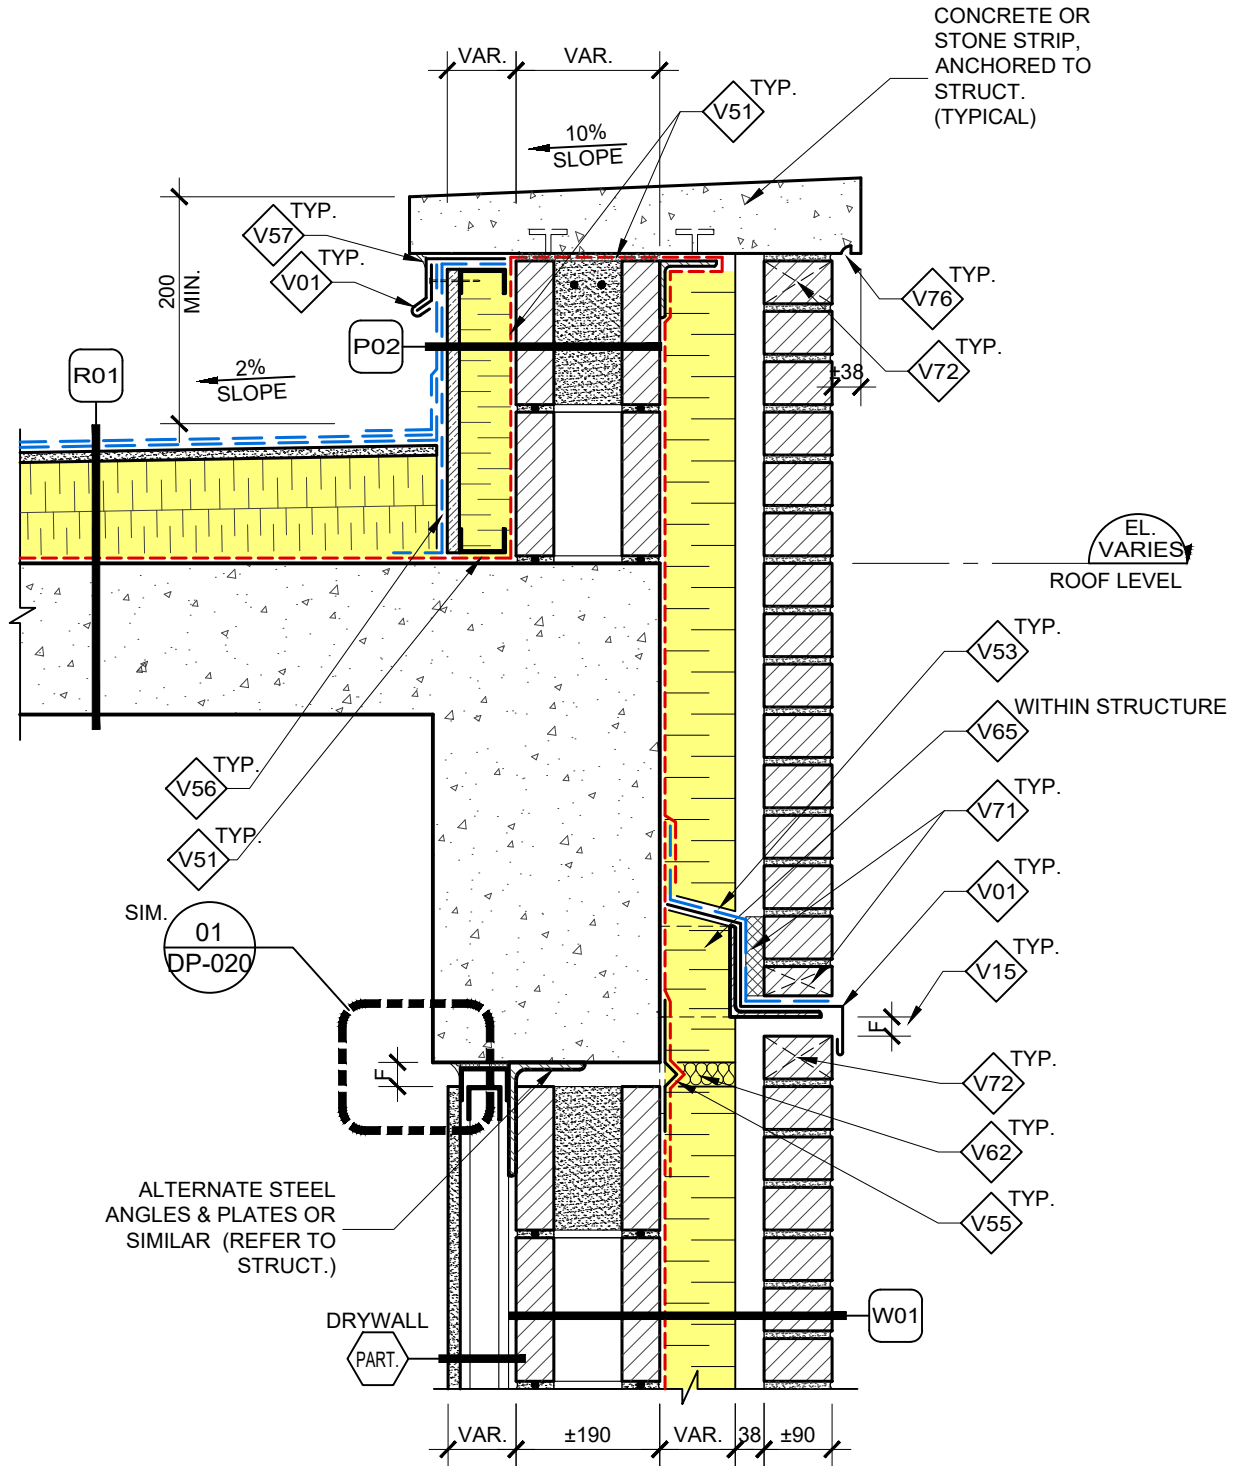 CONCRETE OR
STONE STRIP,
ANCHORED TO
STRUCT.
(TYPICAL)
VAR.
VAR.
TYP.
V51
10%
SLOPE
TYP.
V57
TYP.
V01
200
MIN.
TYP.
V76
TYP.
V72
±38
P02
R01
2%
SLOPE
EL.
VARIES
ROOF LEVEL
TYP.
V53
WITHIN STRUCTURE
V65
TYP.
V71
TYP.
V56
TYP.
V51
TYP.
V01
SIM.
01
DP-020
TYP.
V15
F
F
TYP.
V72
TYP.
V62
TYP.
V55
ALTERNATE STEEL
ANGLES & PLATES OR
SIMILAR (REFER TO
STRUCT.)
W01
DRYWALL
PART.
VAR.
±190
VAR.
38
±90